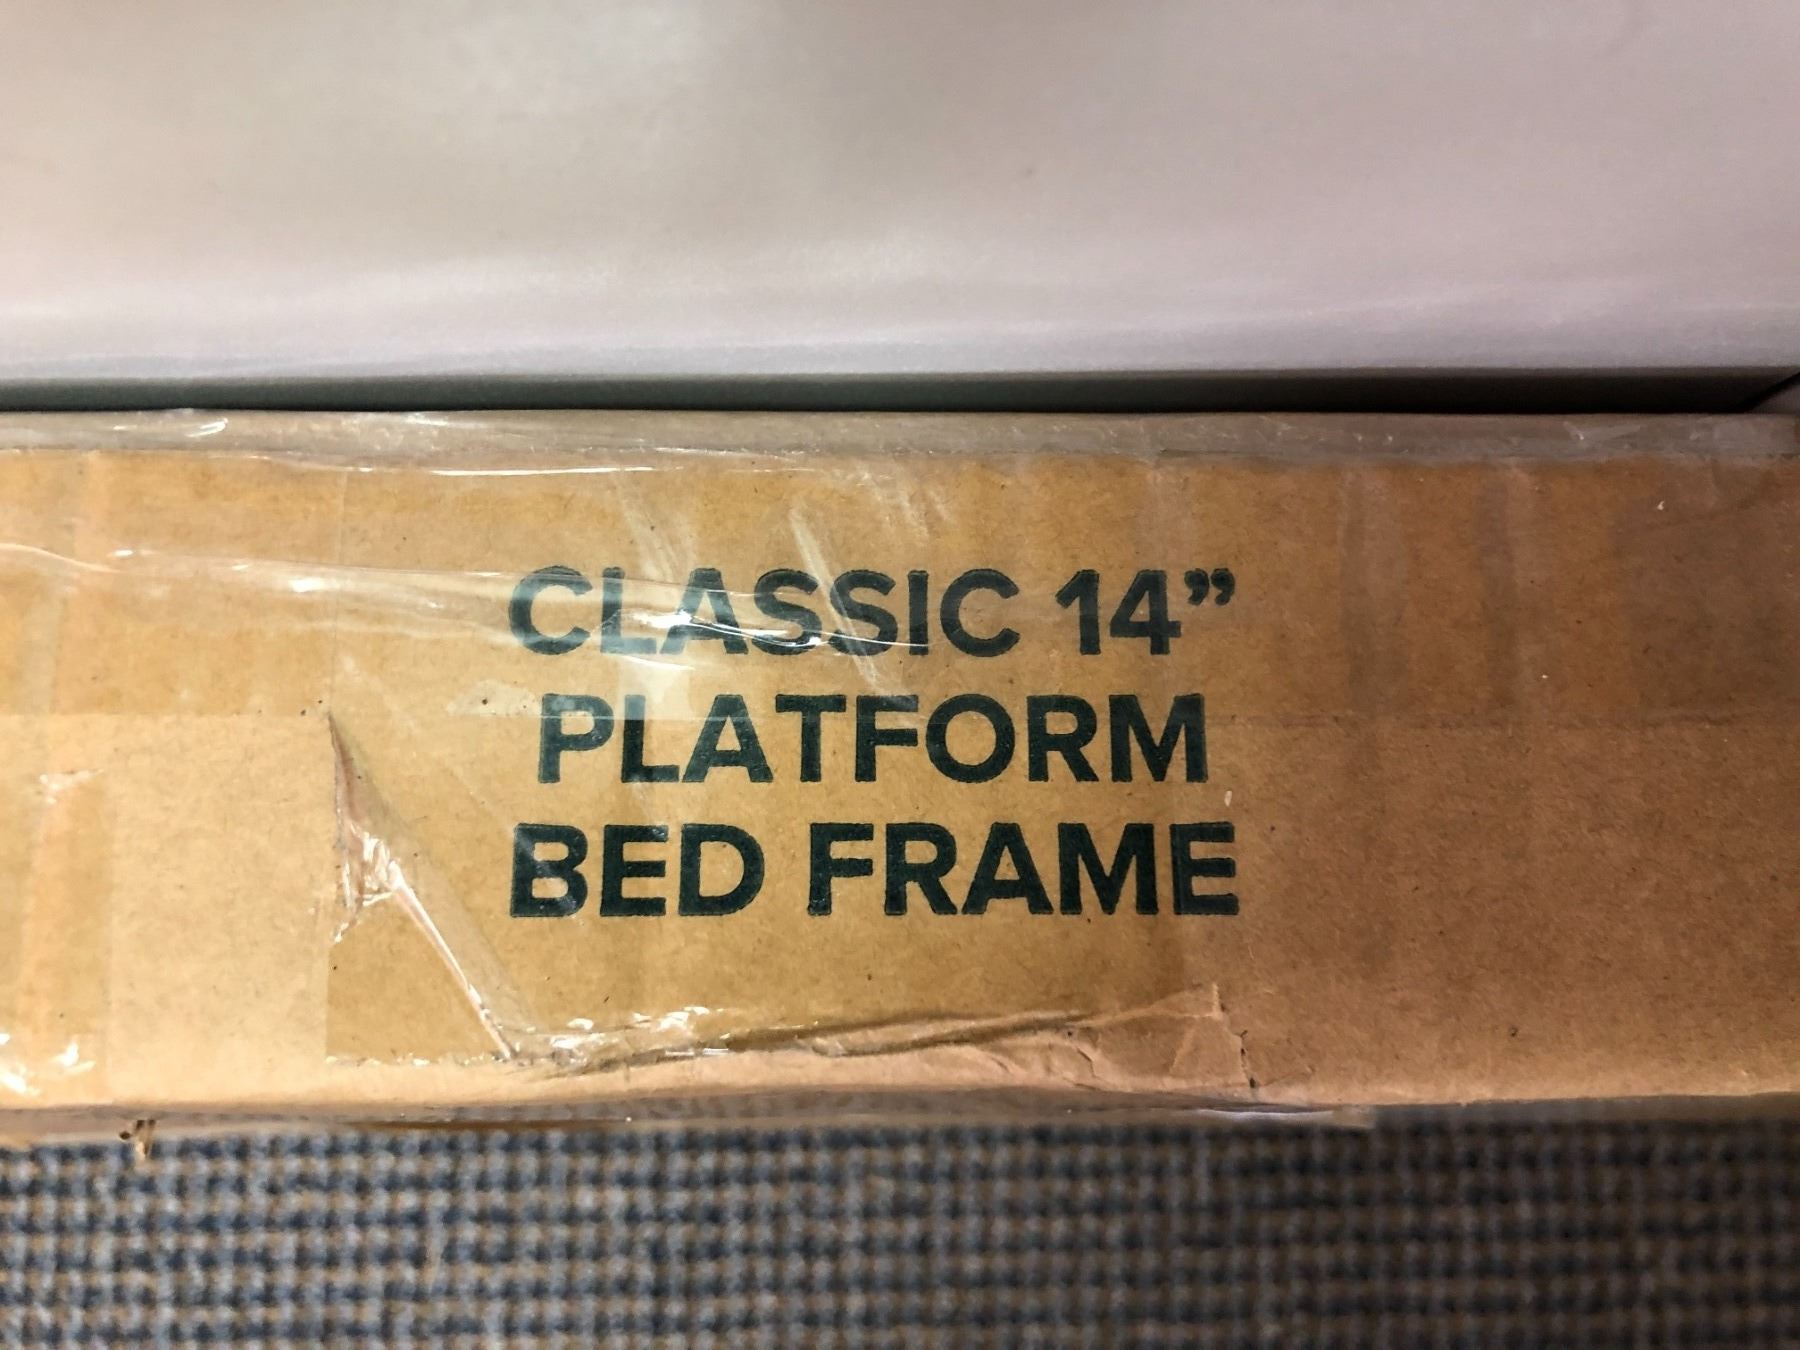 CLASSIC 14”
PLATFORM
BED FRAME